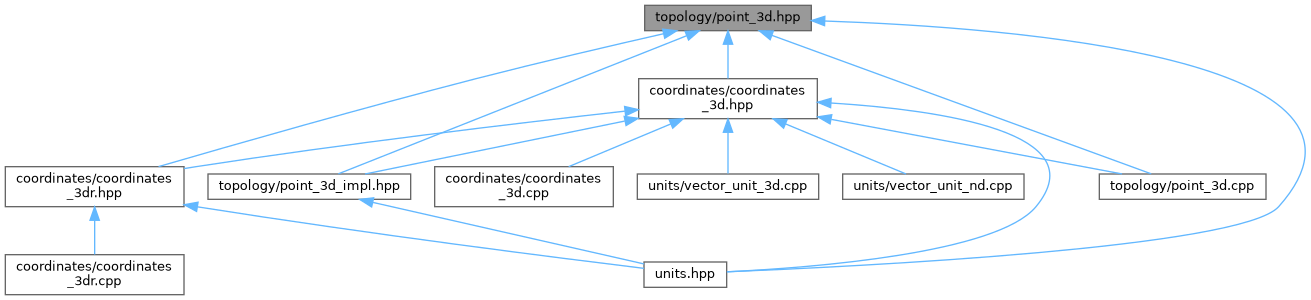 topology/point_3d.hpp
coordinates/coordinates
_3d.hpp
coordinates/coordinates
_3dr.hpp
topology/point_3d_impl.hpp
coordinates/coordinates
_3d.cpp
units/vector_unit_3d.cpp
units/vector_unit_nd.cpp
topology/point_3d.cpp
coordinates/coordinates
_3dr.cpp
units.hpp